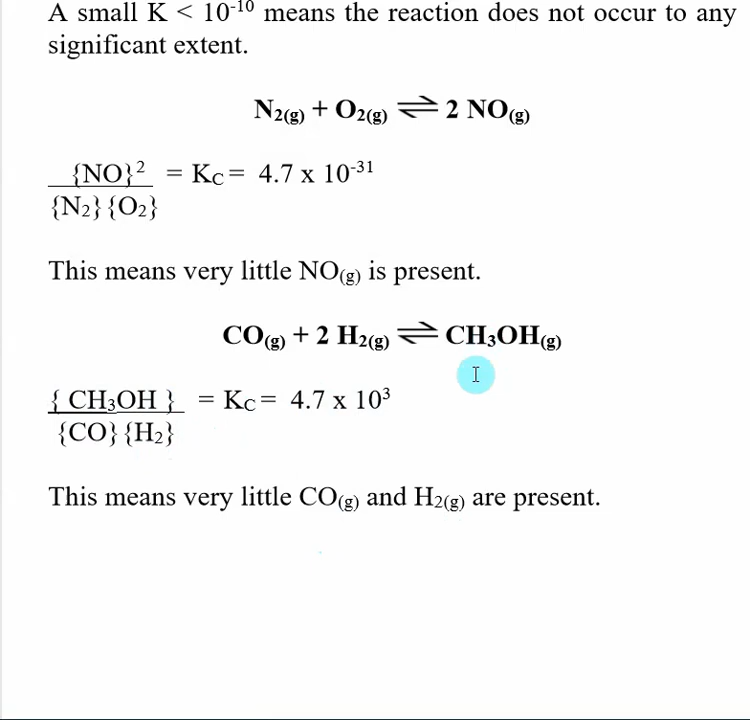 A small K < 10⁻¹⁰ means the reaction does not occur to any
significant extent.
N₂(g) + O₂(g) ⇌ 2 NO(g)
{NO}² = K_C = 4.7 x 10⁻³¹
{N₂} {O₂}
This means very little NO(g) is present.
CO(g) + 2 H₂(g) ⇌ CH₃OH(g)
{ CH₃OH } = K_C = 4.7 x 10³
{CO} {H₂}
This means very little CO(g) and H₂(g) are present.